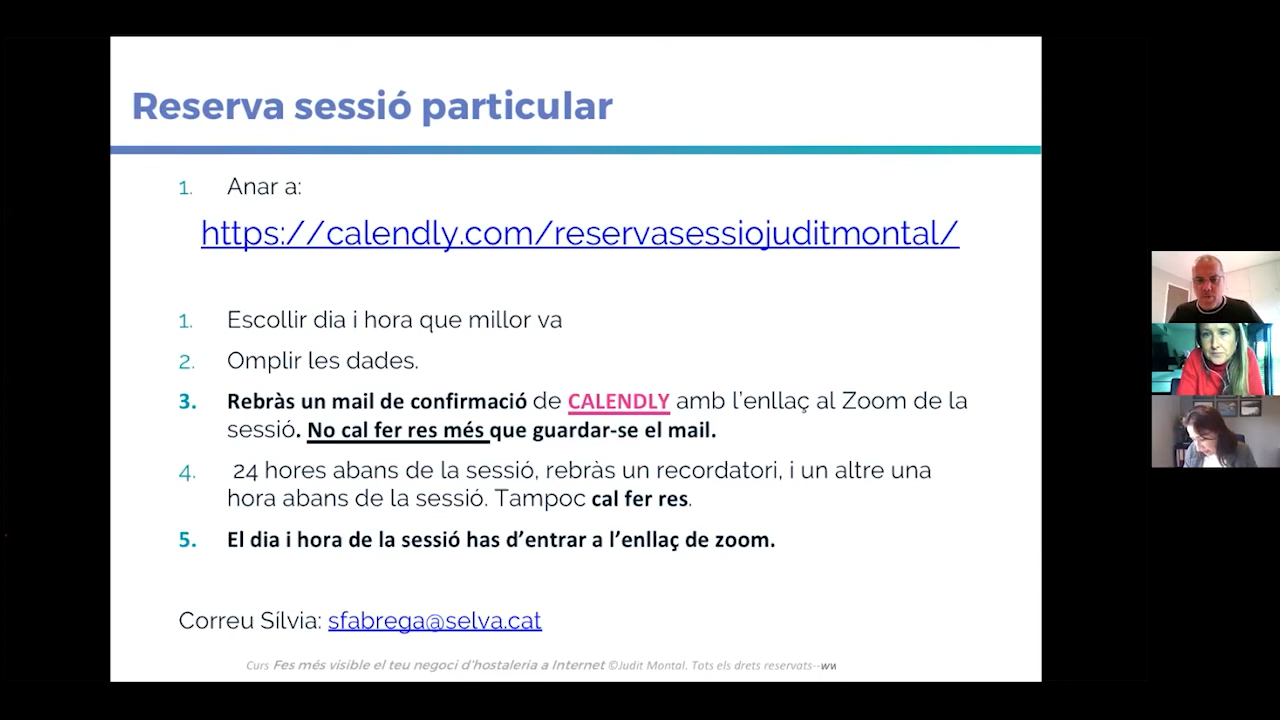 Reserva sessió particular
1. Anar a:
https://calendly.com/reservasessiojuditmontal/
1. Escollir dia i hora que millor va
2. Omplir les dades.
3. Rebràs un mail de confirmació de CALENDLY amb l'enllaç al Zoom de la
sessió. No cal fer res més que guardar-se el mail.
4. 24 hores abans de la sessió, rebràs un recordatori, i un altre una
hora abans de la sessió. Tampoc cal fer res.
5. El dia i hora de la sessió has d'entrar a l'enllaç de zoom.
Correu Sílvia: sfabrega@selva.cat
Curs Fes més visible el teu negoci d'hostaleria a Internet ©Judit Montal. Tots els drets reservats--ww